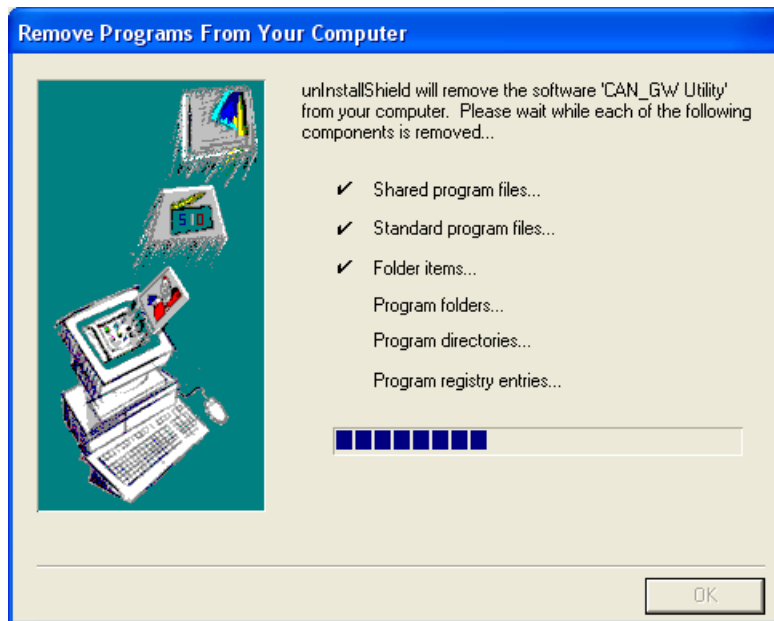 Remove Programs From Your Computer
unInstallShield will remove the software 'CAN_GW Utility'
from your computer.  Please wait while each of the following
components is removed...
✔ Shared program files...
✔ Standard program files...
✔ Folder items...
Program folders...
Program directories...
Program registry entries...
510
OK